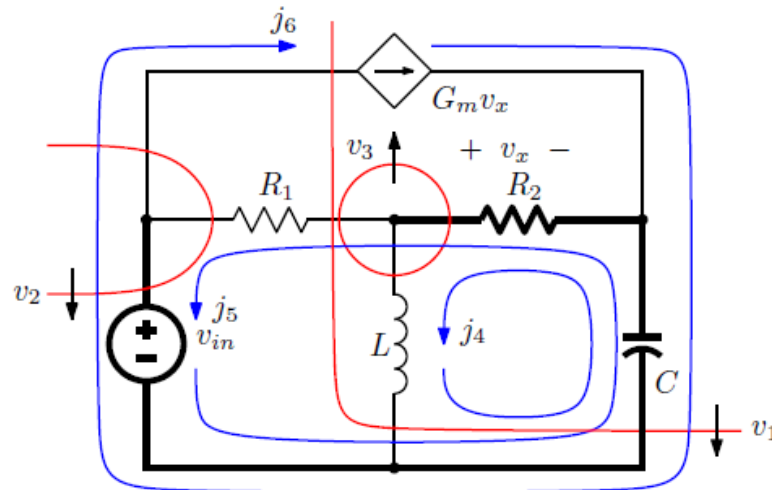 j₆
Gₘvₓ
v₃
+ vₓ −
R₁
R₂
v₂
+
−
j₅
vᵢₙ
L
j₄
C
v₁